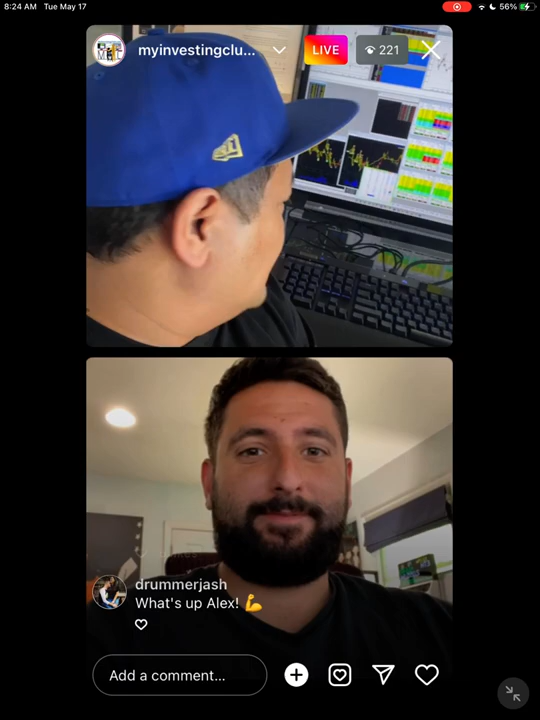 8:24 AM Tue May 17
56%
myinvestingclu...
LIVE
221
drummerjash
What's up Alex! 💪
Add a comment...